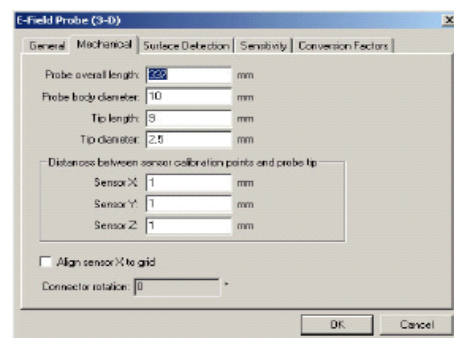 E-Field Probe (3-D)
General Mechanical Surface Detection Sensitivity Conversion Factors
Probe overall length: mm
Probe body diameter: 10 mm
Tip length: 9 mm
Tip diameter: 2.5 mm
Distances between sensor calibration points and probe tip
Sensor X: 1 mm
Sensor Y: 1 mm
Sensor Z: 1 mm
Align sensor X to grid
Connector rotation: 0 °
OK Cancel